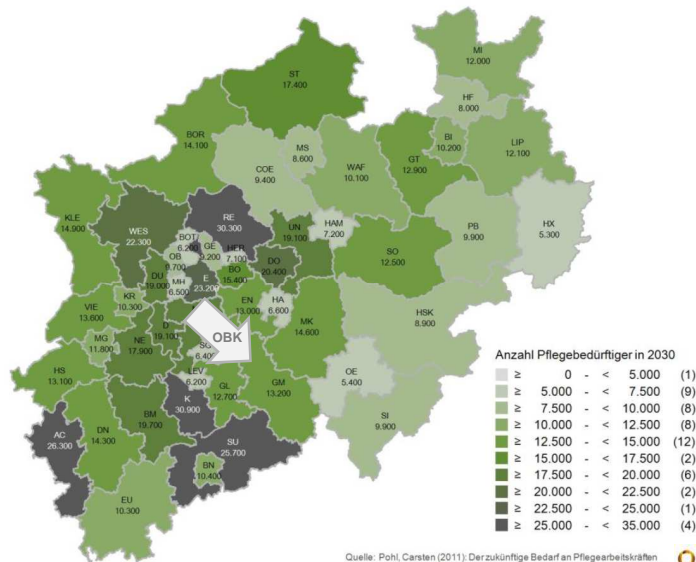 MI
12.000
ST
17.400
HF
8.000
BOR
14.100
MS
8.600
BI
10.200
LIP
12.100
COE
9.400
WAF
10.100
GT
12.900
KLE
14.900
WES
22.300
RE
30.300
UN
19.100
HAM
7.200
PB
9.900
HX
5.300
BOT
6.200
GE
9.200
HER
7.100
OB
8.700
DU
19.000
MH
6.500
E
23.200
BO
15.400
DO
20.400
SO
12.500
KR
10.300
EN
13.000
HA
6.600
HSK
8.900
VIE
13.600
MG
11.800
NE
17.900
D
19.100
OBK
MK
14.600
SG
6.400
OE
5.400
HS
13.100
LEV
6.200
GL
12.700
GM
13.200
K
30.900
SI
9.900
AC
26.300
DN
14.300
BM
19.700
SU
25.700
BN
10.400
EU
10.300
Anzahl Pflegebedürftiger in 2030
≥ 0 - < 5.000 (1)
≥ 5.000 - < 7.500 (9)
≥ 7.500 - < 10.000 (8)
≥ 10.000 - < 12.500 (8)
≥ 12.500 - < 15.000 (12)
≥ 15.000 - < 17.500 (2)
≥ 17.500 - < 20.000 (6)
≥ 20.000 - < 22.500 (2)
≥ 22.500 - < 25.000 (1)
≥ 25.000 - < 35.000 (4)
Quelle: Pohl, Carsten (2011): Der zukünftige Bedarf an Pflegearbeitskräften